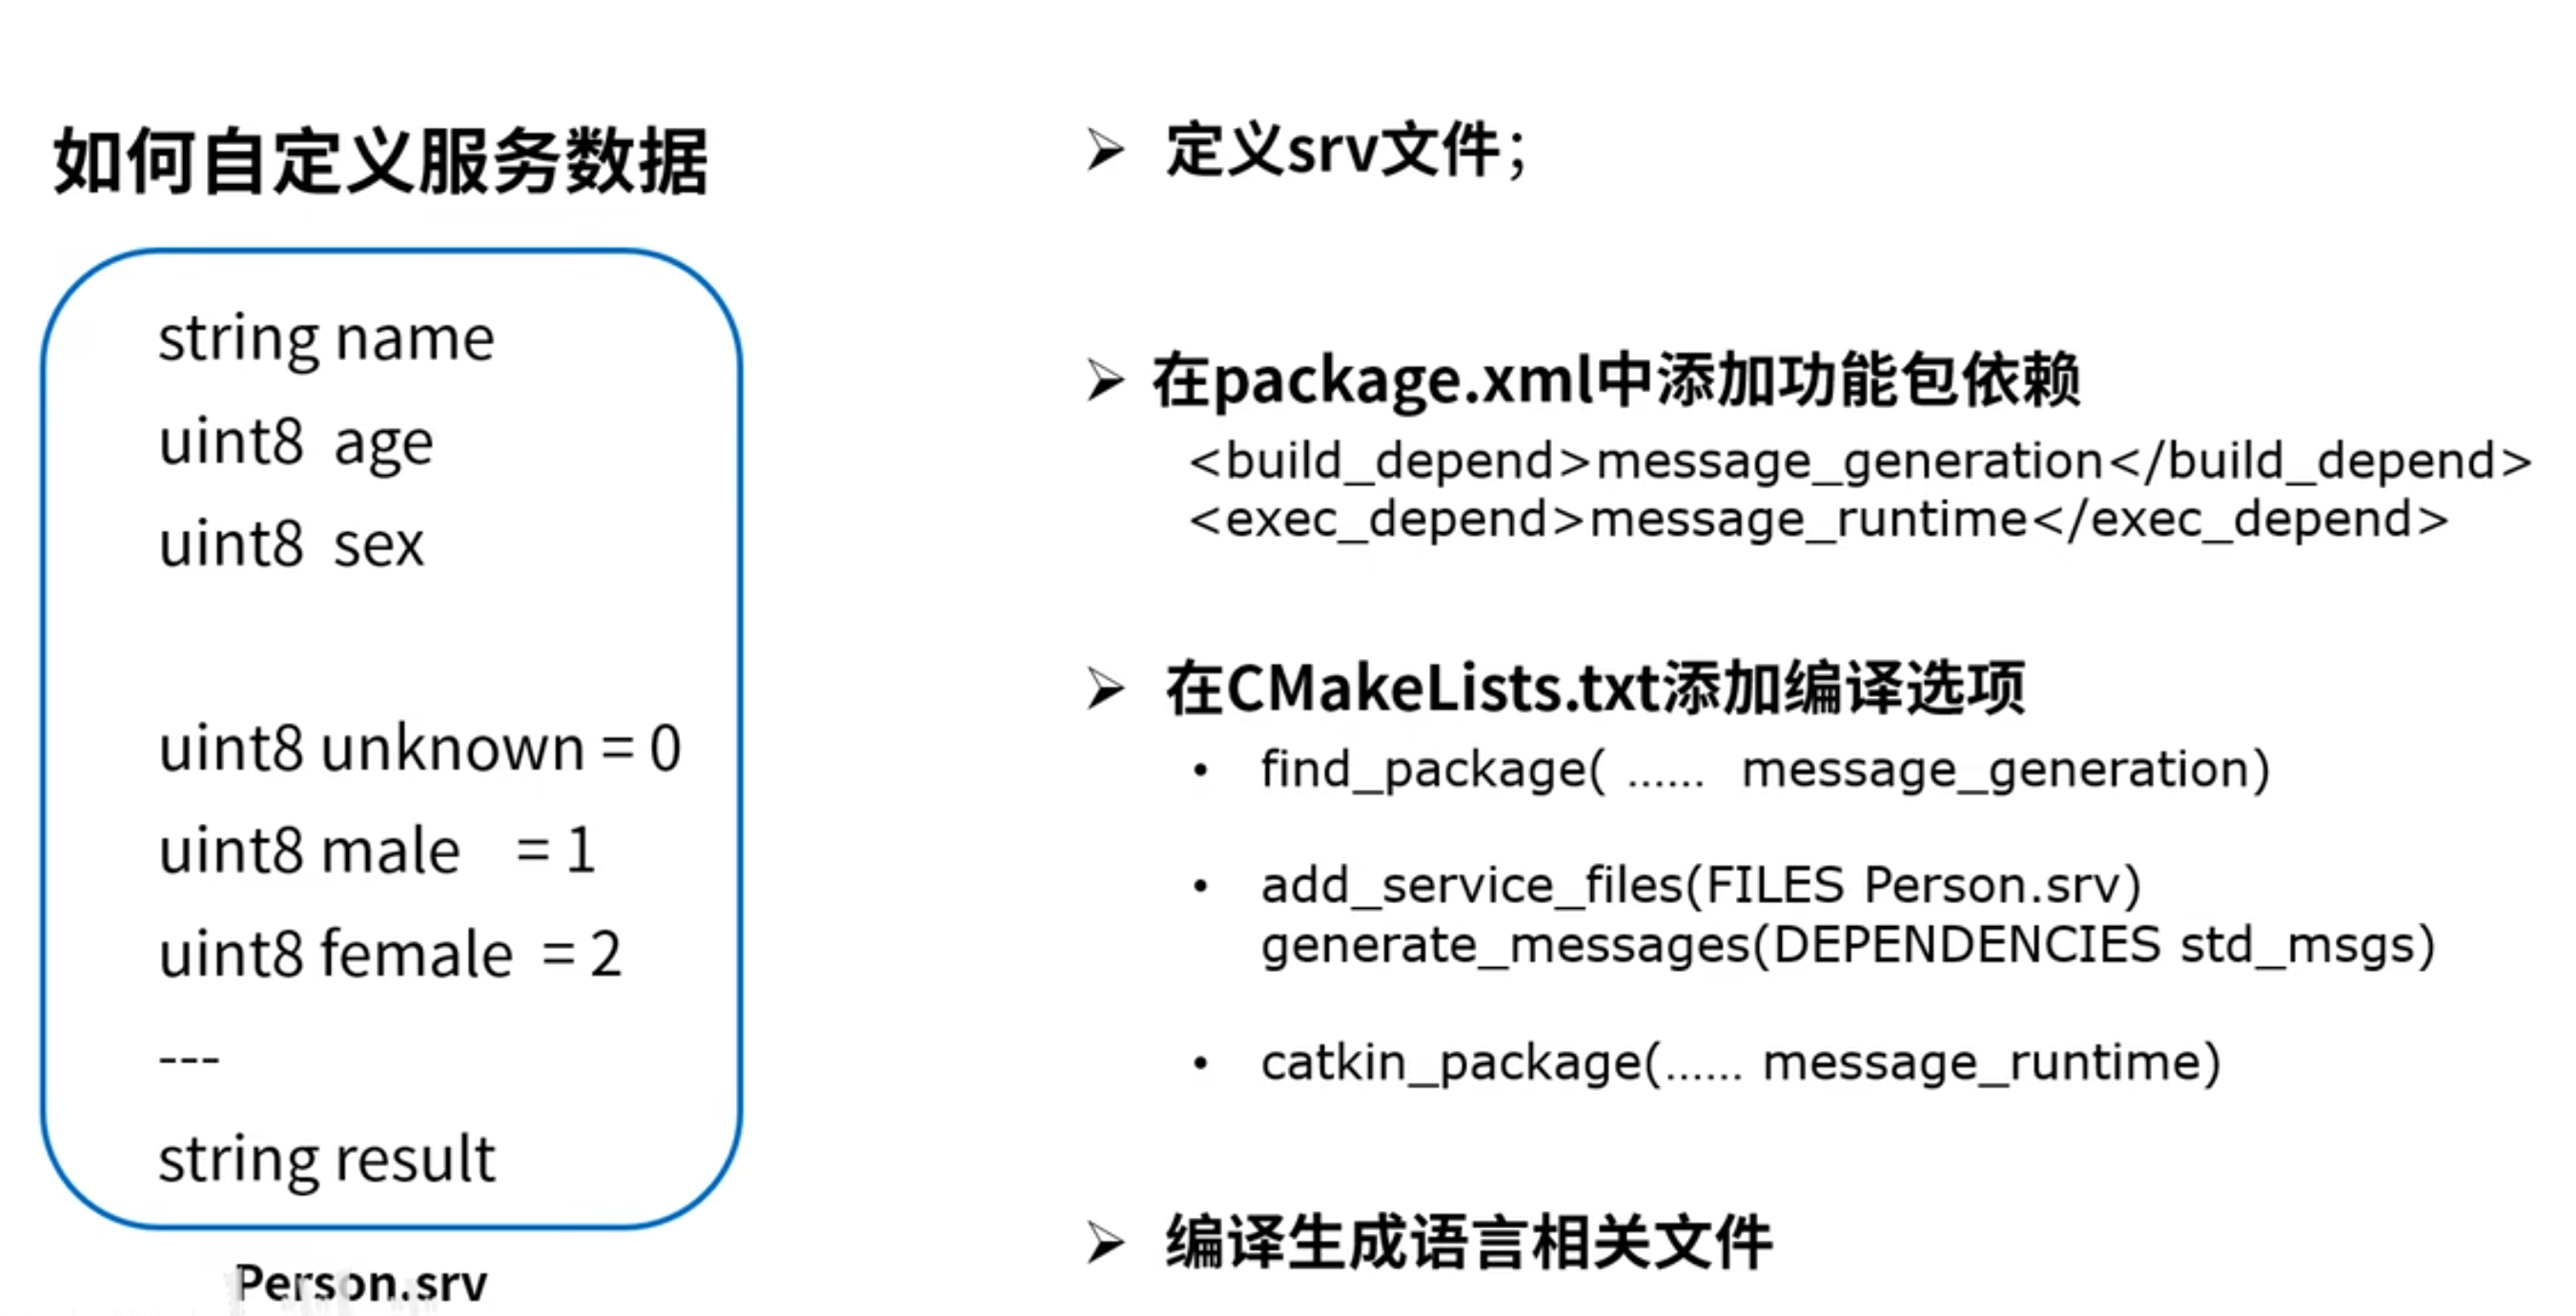 如何自定义服务数据
string name
uint8 age
uint8 sex
uint8 unknown = 0
uint8 male = 1
uint8 female = 2
---
string result
Person.srv
➢ 定义srv文件;
➢ 在package.xml中添加功能包依赖
<build_depend>message_generation</build_depend>
<exec_depend>message_runtime</exec_depend>
➢ 在CMakeLists.txt添加编译选项
• find_package( …… message_generation)
• add_service_files(FILES Person.srv)
generate_messages(DEPENDENCIES std_msgs)
• catkin_package(…… message_runtime)
➢ 编译生成语言相关文件